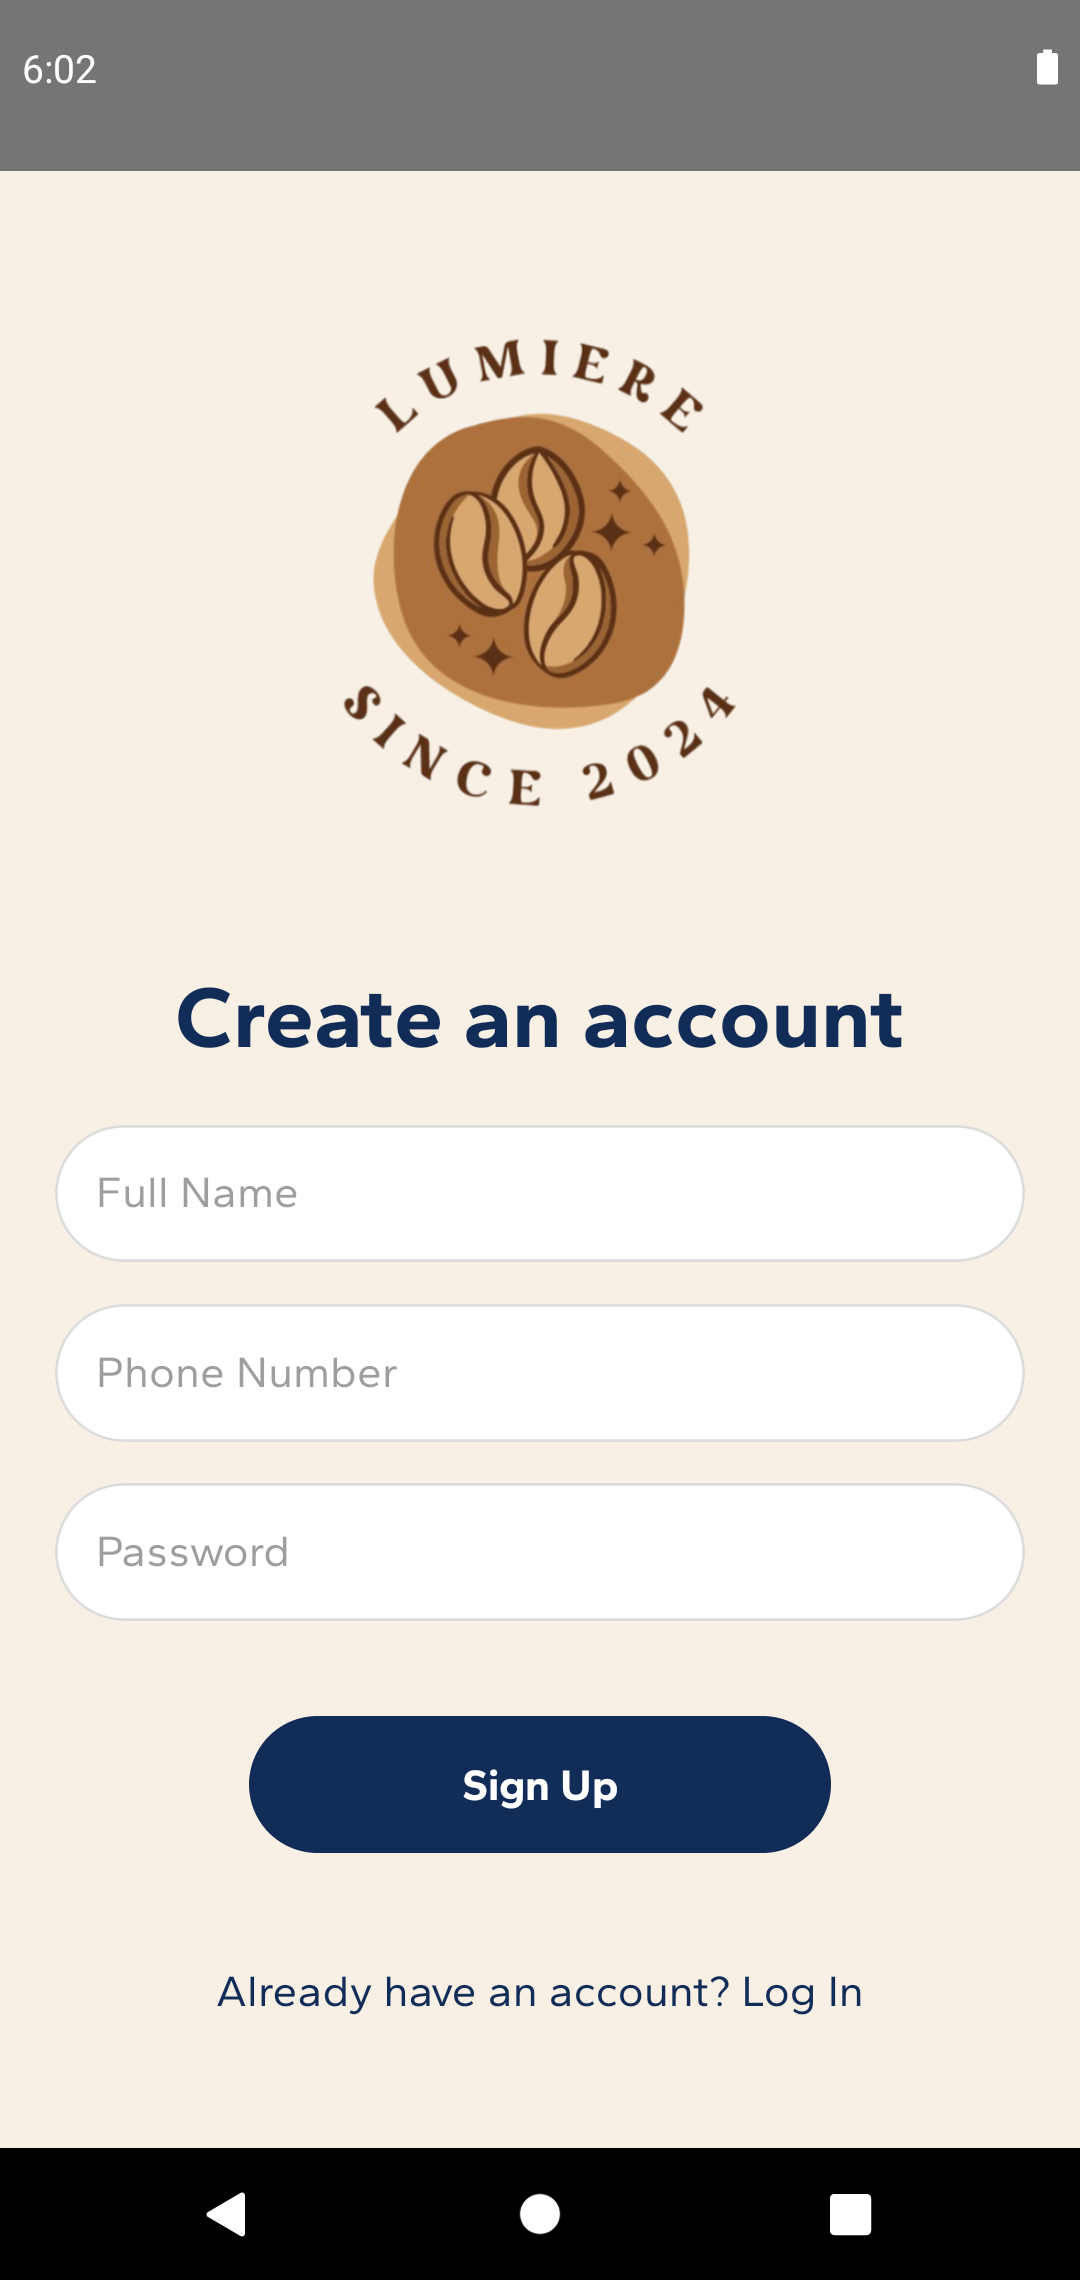 6:02
LUMIERE
SINCE 2024
Create an account
Full Name
Phone Number
Password
Sign Up
Already have an account? Log In